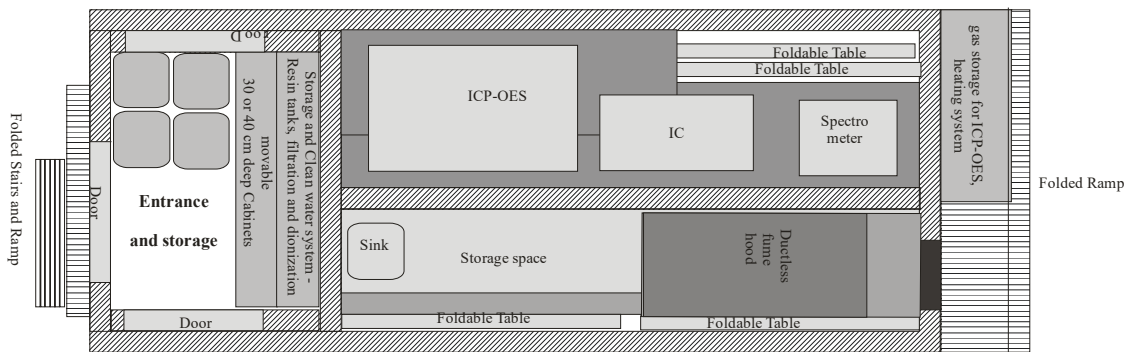 Door
Foldable Table
Foldable Table
ICP-OES
IC
Spectro
meter
gas storage for ICP-OES,
heating system
Folded Ramp
Folded Stairs and Ramp
Door
Entrance
and storage
movable
30 or 40 cm deep Cabinets
Storage and Clean water system -
Resin tanks, filtration and dionization
Sink
Storage space
Ductless
fume
hood
Door
Foldable Table
Foldable Table